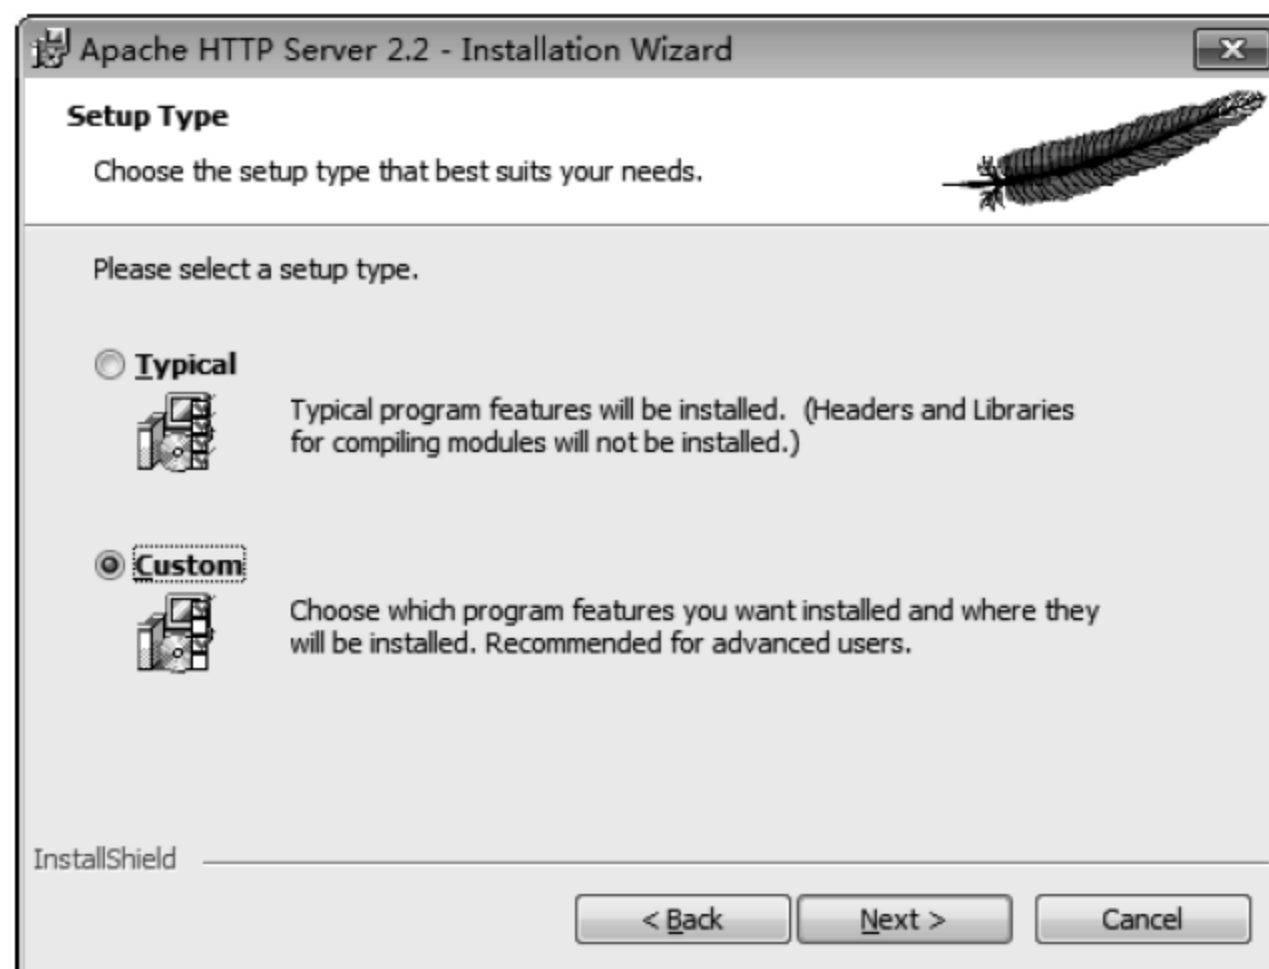 Apache HTTP Server 2.2 - Installation Wizard
Setup Type
Choose the setup type that best suits your needs.
Please select a setup type.
Typical
Typical program features will be installed.  (Headers and Libraries
for compiling modules will not be installed.)
Custom
Choose which program features you want installed and where they
will be installed. Recommended for advanced users.
InstallShield
< Back Next > Cancel